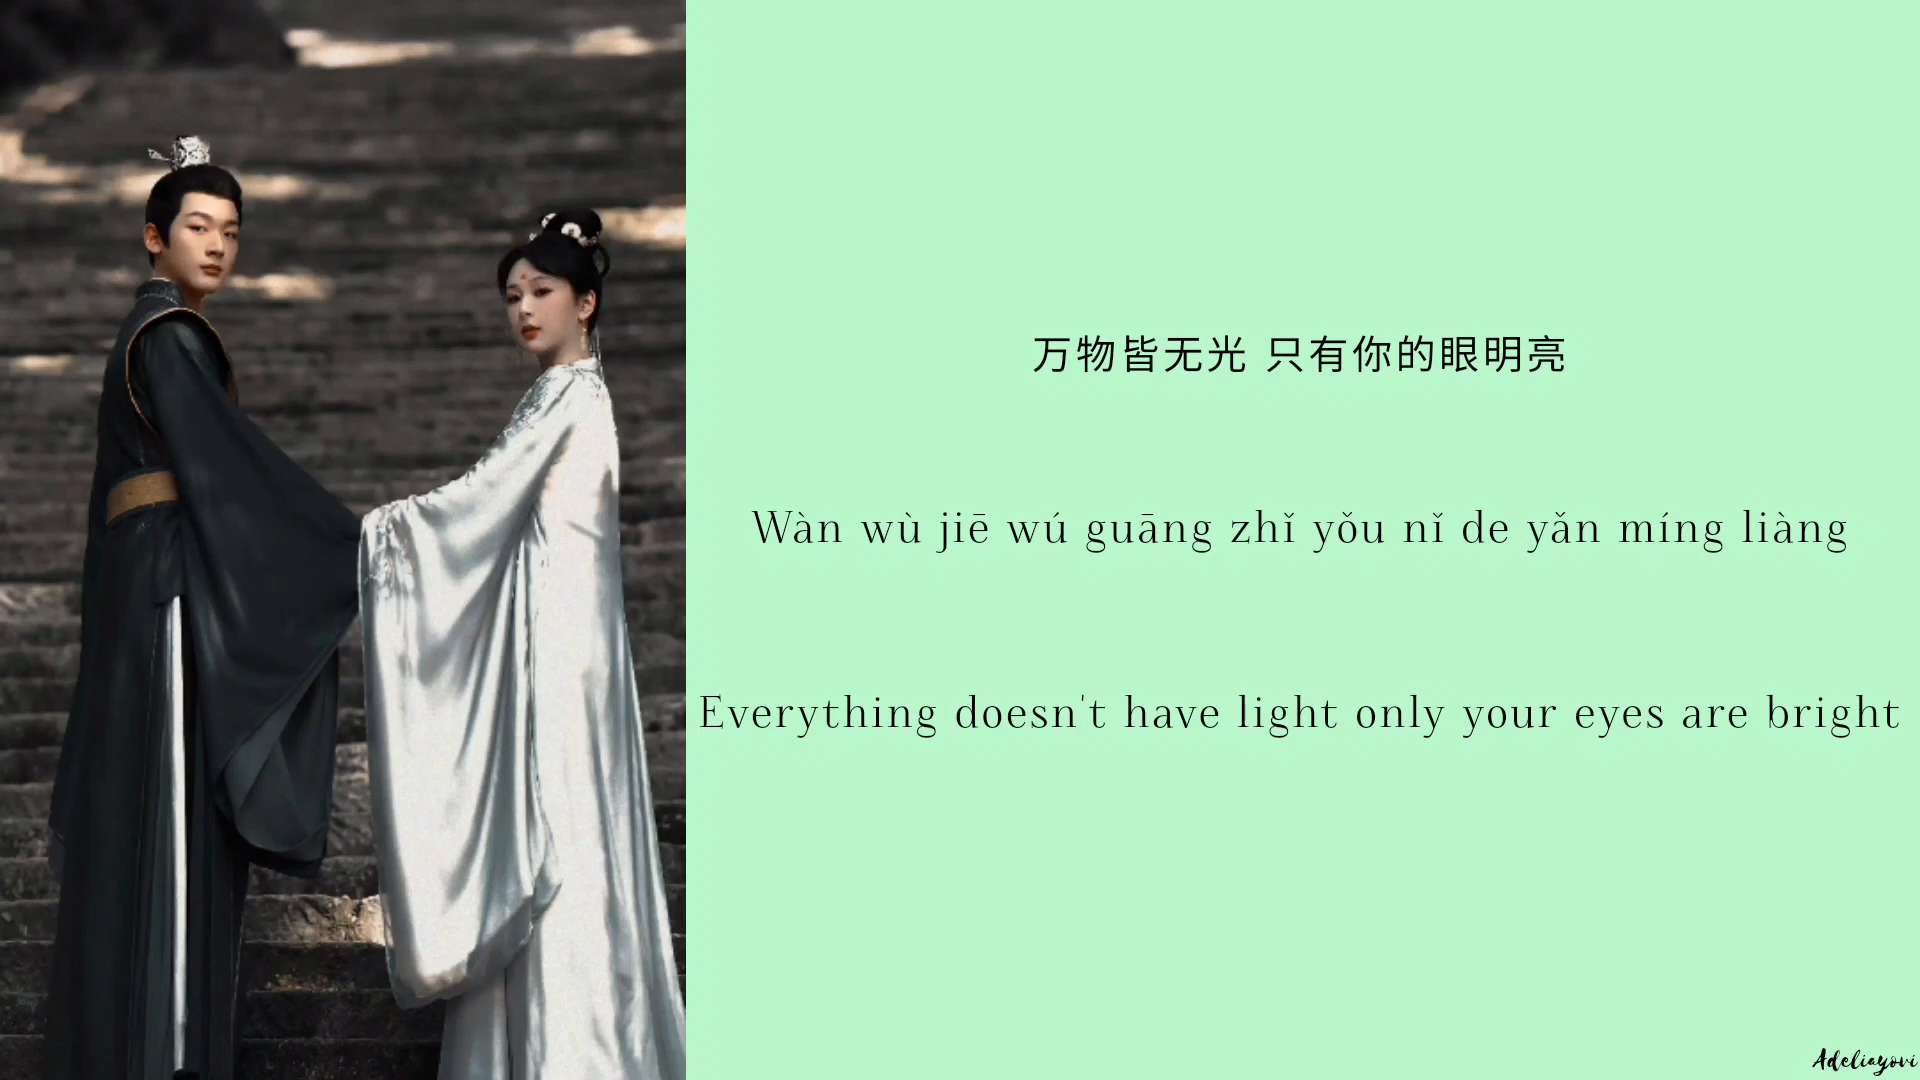 万物皆无光 只有你的眼明亮
Wàn wù jiē wú guāng zhǐ yǒu nǐ de yǎn míng liàng
Everything doesn't have light only your eyes are bright
Adeliayovi